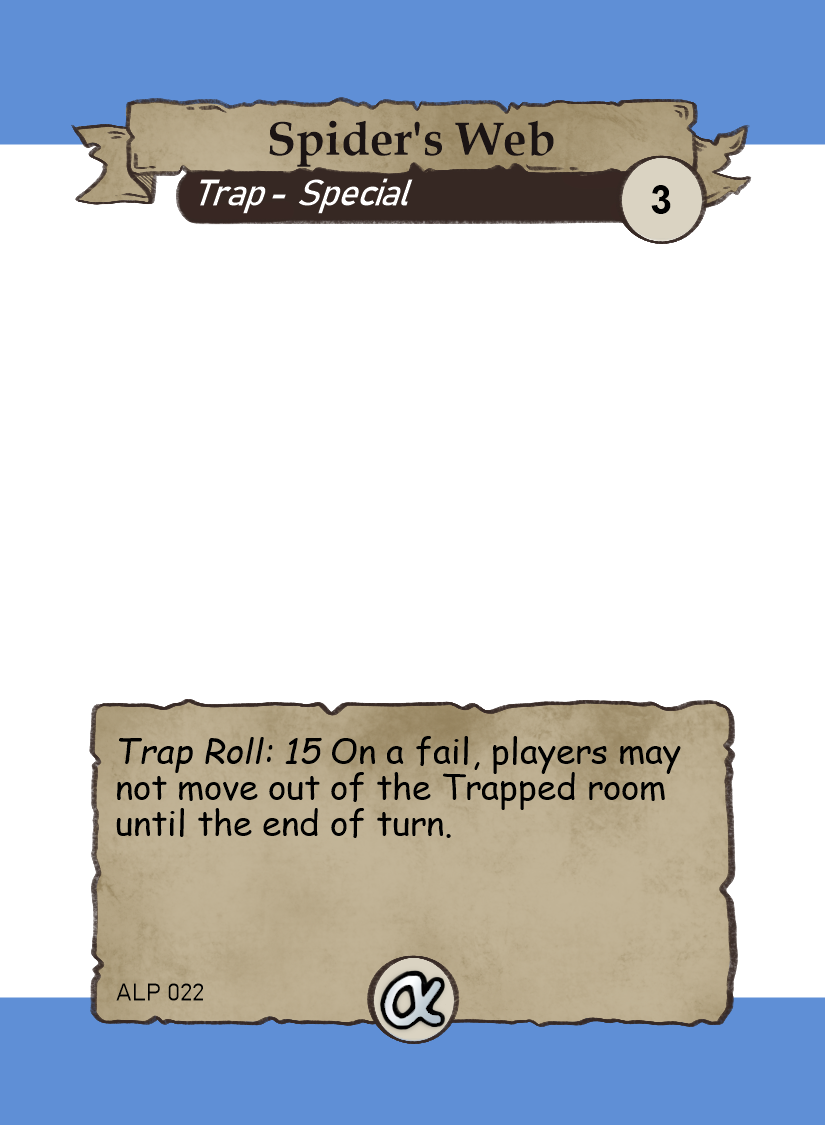 Spider's Web
Trap - Special
3
Trap Roll: 15 On a fail, players may
not move out of the Trapped room
until the end of turn.
ALP 022
α